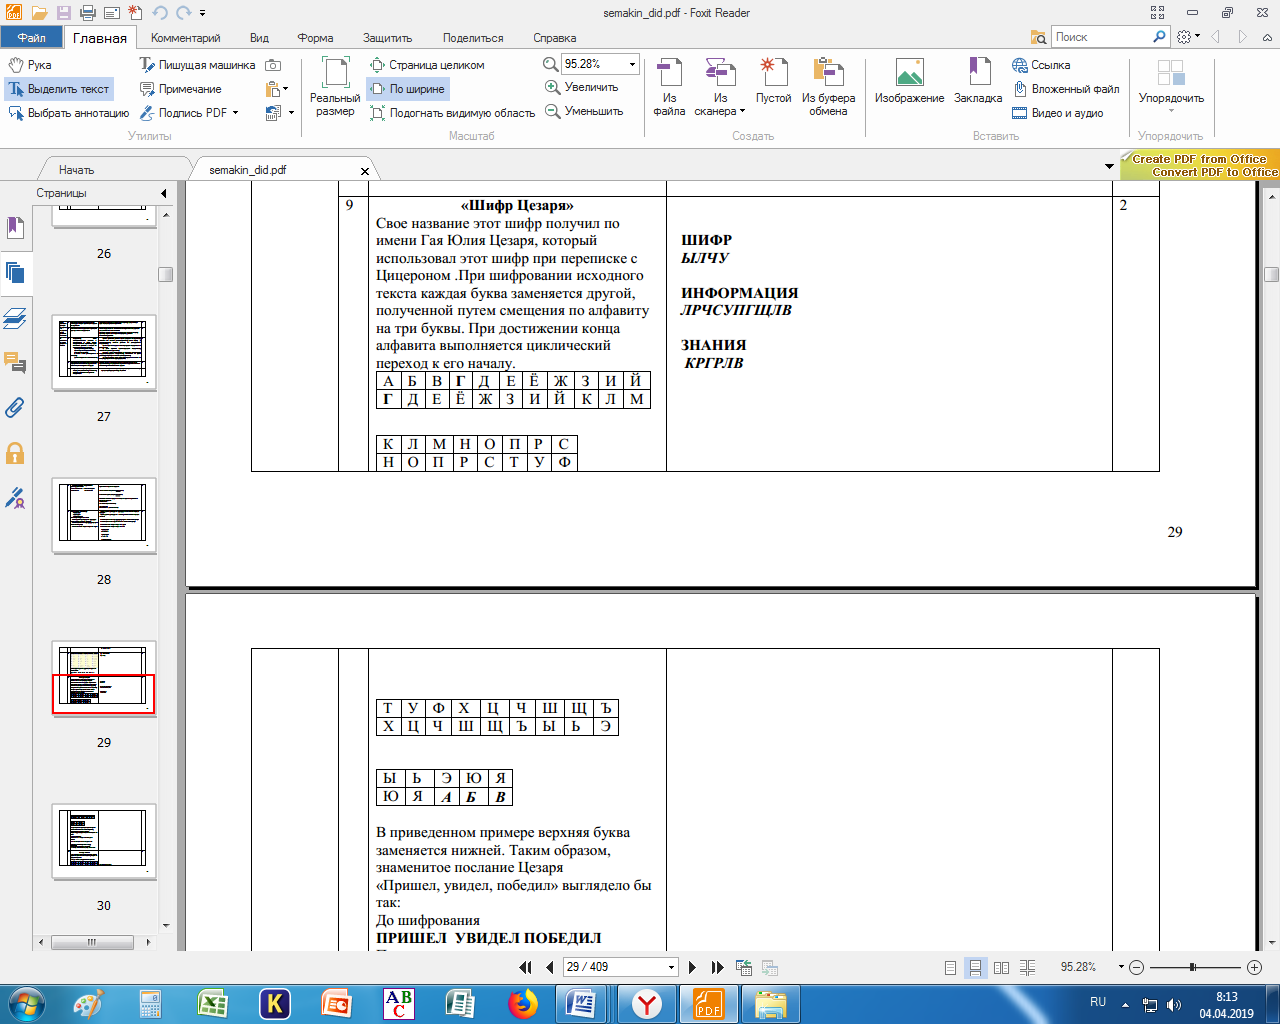 semakin_did.pdf - Foxit Reader
Файл Главная Комментарий Вид Форма Защитить Поделиться Справка
Поиск
Рука
Выделить текст
Выбрать аннотацию
Пишущая машинка
Примечание
Подпись PDF
Утилиты
Реальный размер
Страница целиком
По ширине
Подогнать видимую область
95.28%
Увеличить
Уменьшить
Масштаб
Из файла
Из сканера
Пустой
Из буфера обмена
Создать
Изображение
Закладка
Ссылка
Вложенный файл
Видео и аудио
Вставить
Упорядочить
Упорядочить
Начать
semakin_did.pdf
Create PDF from Office
Convert PDF to Office
Страницы
26
27
28
29
30
9
«Шифр Цезаря»
Свое название этот шифр получил по
имени Гая Юлия Цезаря, который
использовал этот шифр при переписке с
Цицероном .При шифровании исходного
текста каждая буква заменяется другой,
полученной путем смещения по алфавиту
на три буквы. При достижении конца
алфавита выполняется циклический
переход к его началу.
А Б В Г Д Е Ё Ж З И Й
Г Д Е Ё Ж З И Й К Л М
К Л М Н О П Р С
Н О П Р С Т У Ф
ШИФР
ЫЛЧУ
ИНФОРМАЦИЯ
ЛРЧСУПГЩЛВ
ЗНАНИЯ
КРГРЛВ
2
29
Т У Ф Х Ц Ч Ш Щ Ъ
Х Ц Ч Ш Щ Ъ Ы Ь Э
Ы Ь Э Ю Я
Ю Я А Б В
В приведенном примере верхняя буква
заменяется нижней. Таким образом,
знаменитое послание Цезаря
«Пришел, увидел, победил» выглядело бы
так:
До шифрования
ПРИШЕЛ УВИДЕЛ ПОБЕДИЛ
29 / 409
95.28%
RU
8:13
04.04.2019